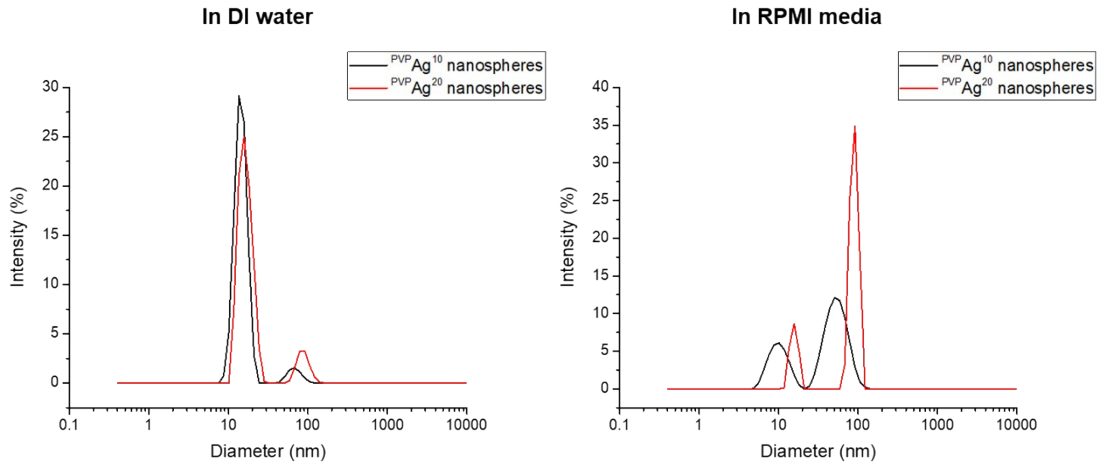 In DI water
In RPMI media
PVPAg10 nanospheres
PVPAg20 nanospheres
30
25
20
15
10
5
0
Intensity (%)
0.1 1 10 100 1000 10000
Diameter (nm)
PVPAg10 nanospheres
PVPAg20 nanospheres
40
35
30
25
20
15
10
5
0
Intensity (%)
0.1 1 10 100 1000 10000
Diameter (nm)